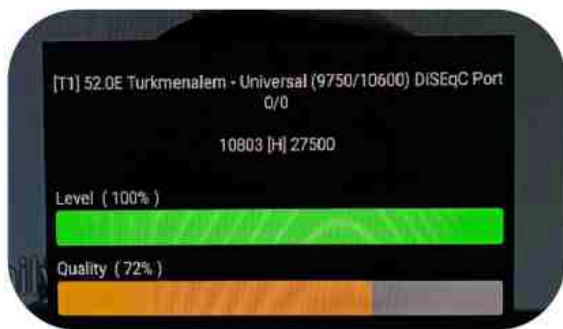 [T1] 52.0E Turkmenalem - Universal (9750/10600) DiSEqC Port
0/0
10803 [H] 27500
Level ( 100% )
Quality ( 72% )